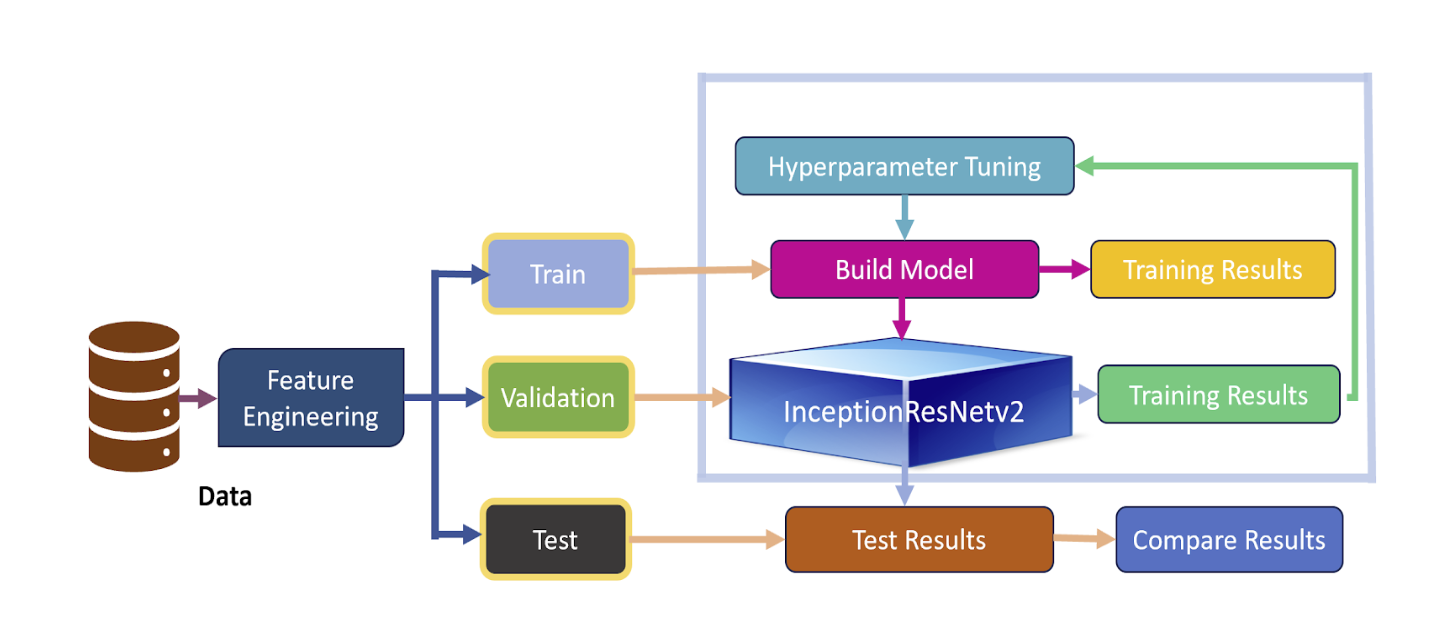 Hyperparameter Tuning
Train
Build Model
Training Results
Feature
Engineering
Validation
InceptionResNetv2
Training Results
Data
Test
Test Results
Compare Results